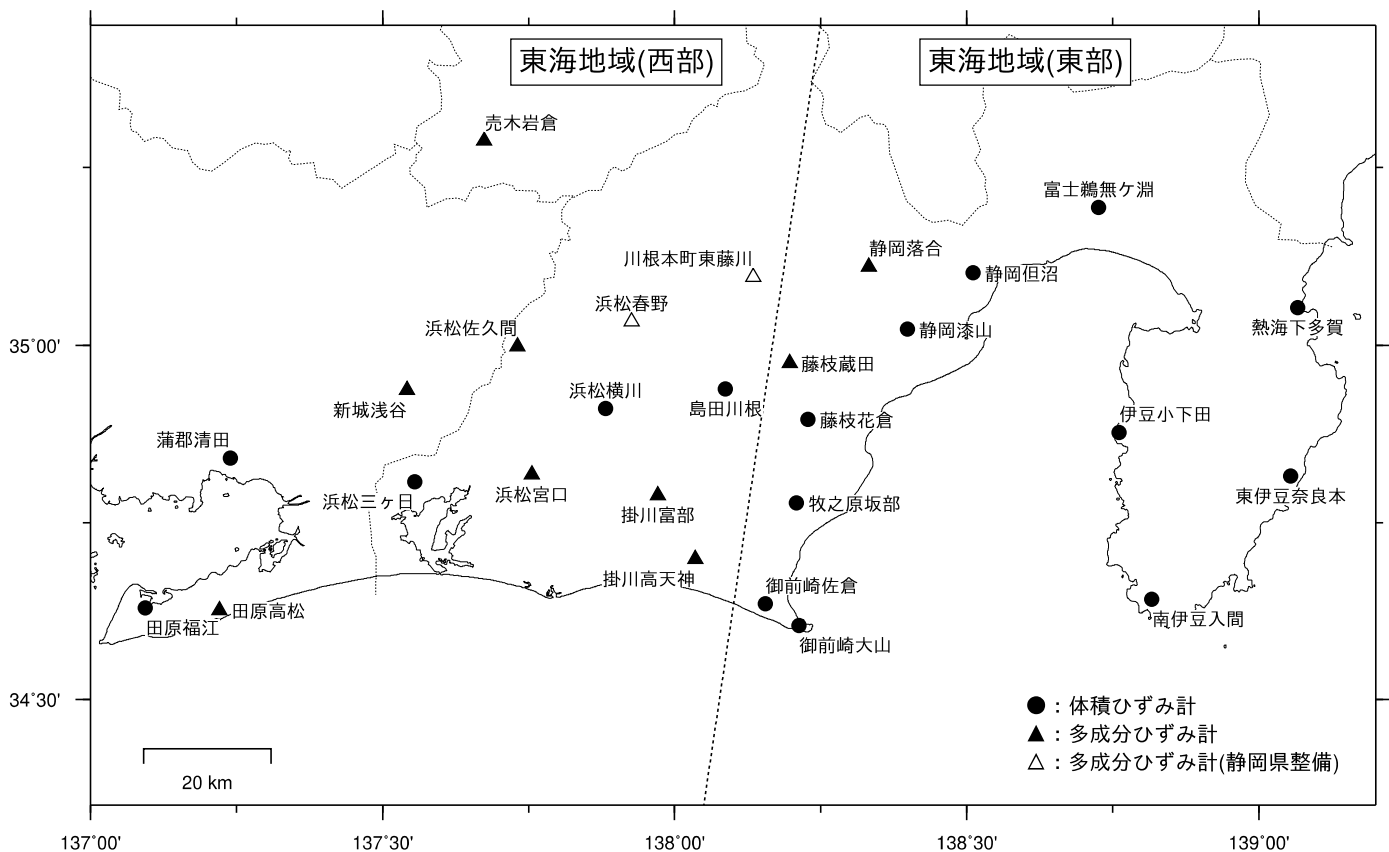 東海地域(西部)
東海地域(東部)
売木岩倉
富士鵜無ケ淵
静岡落合
川根本町東藤川
静岡但沼
浜松春野
熱海下多賀
浜松佐久間
静岡漆山
35°00'
藤枝蔵田
浜松横川
新城浅谷
島田川根
伊豆小下田
藤枝花倉
蒲郡清田
浜松宮口
東伊豆奈良本
浜松三ヶ日
牧之原坂部
掛川富部
掛川高天神
御前崎佐倉
田原高松
南伊豆入間
田原福江
御前崎大山
34°30'
：体積ひずみ計
：多成分ひずみ計
：多成分ひずみ計(静岡県整備)
20 km
137°00'
137°30'
138°00'
138°30'
139°00'